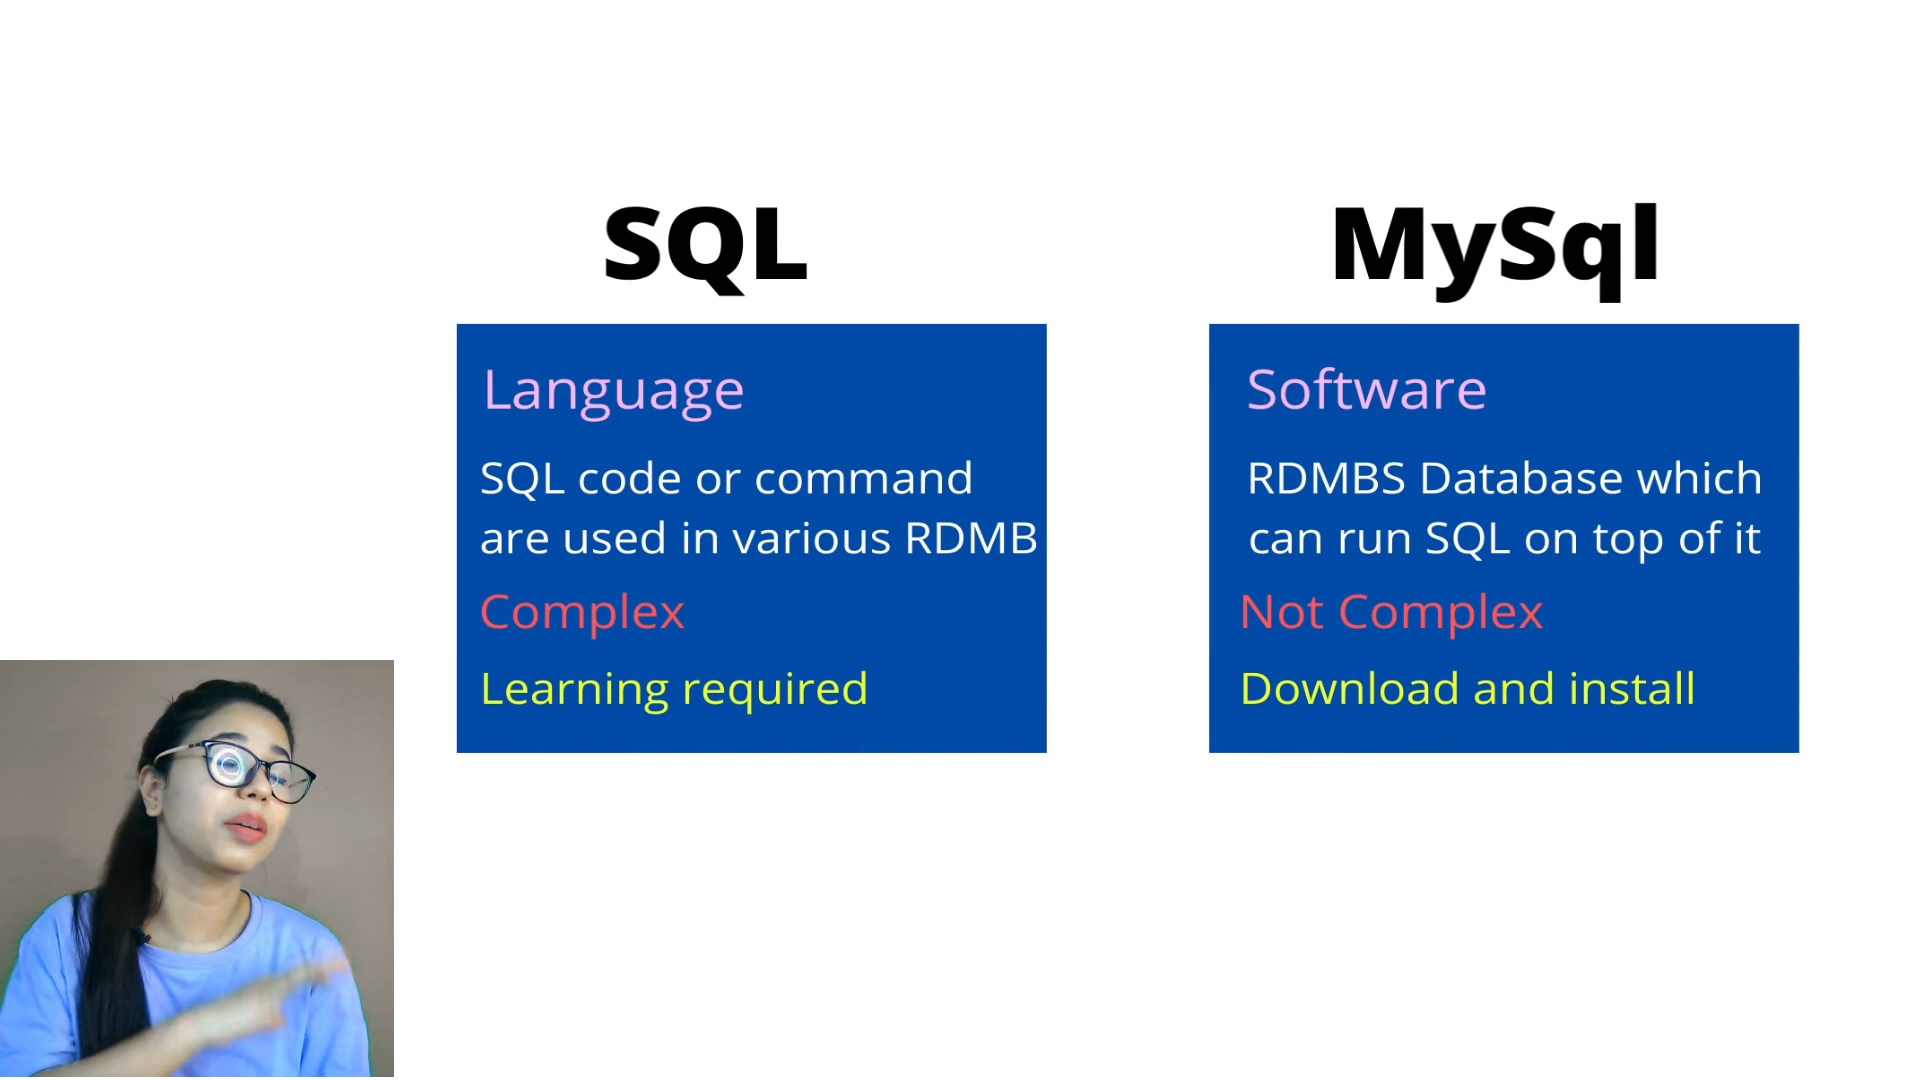 SQL
Language
SQL code or command
are used in various RDMB
Complex
Learning required
MySql
Software
RDMBS Database which
can run SQL on top of it
Not Complex
Download and install